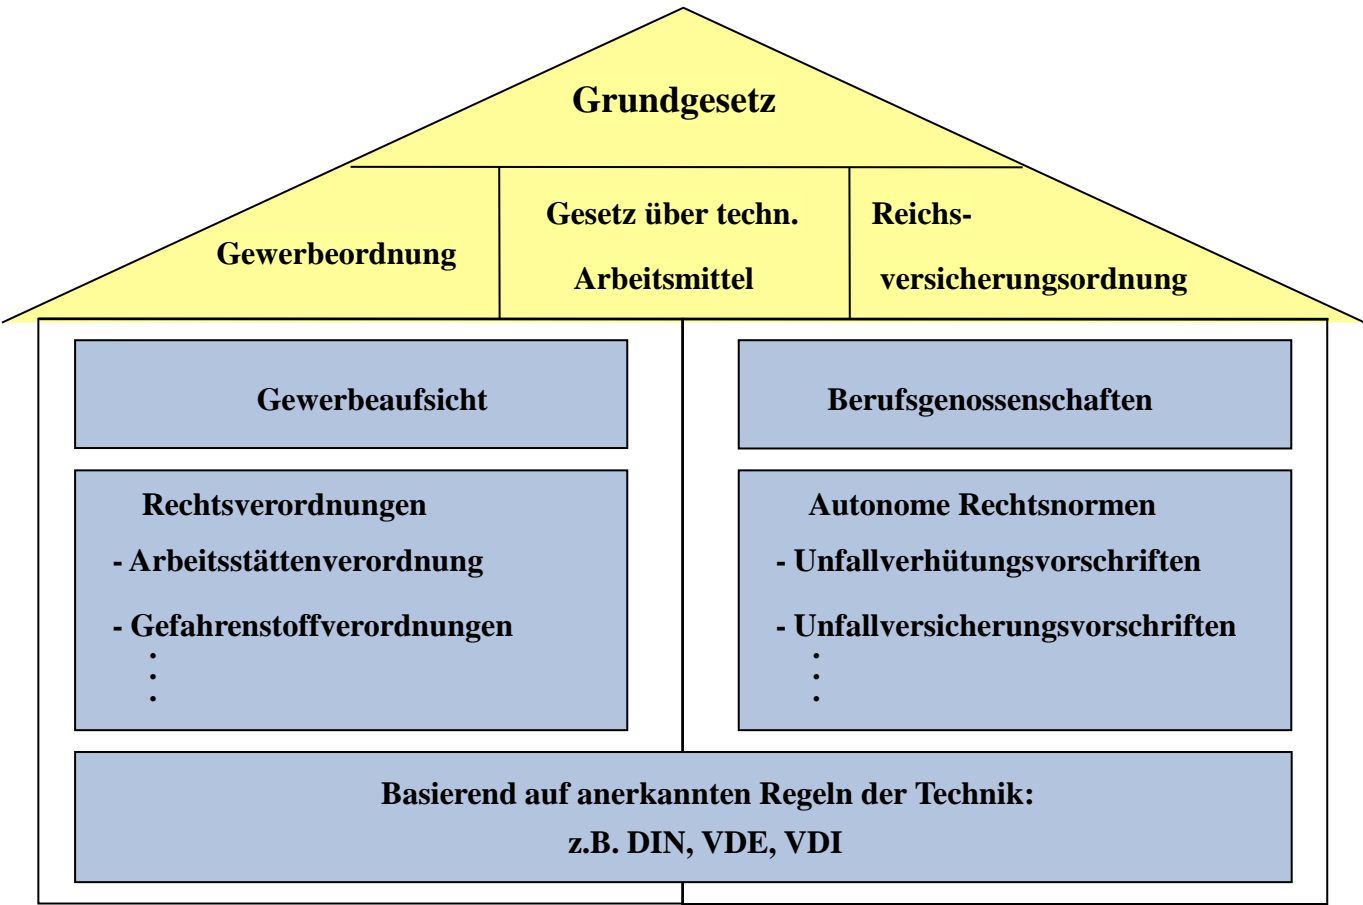 Grundgesetz
Gewerbeordnung
Gesetz über techn.
Arbeitsmittel
Reichs-
versicherungsordnung
Gewerbeaufsicht
Berufsgenossenschaften
Rechtsverordnungen
- Arbeitsstättenverordnung
- Gefahrenstoffverordnungen
.
.
.
Autonome Rechtsnormen
- Unfallverhütungsvorschriften
- Unfallversicherungsvorschriften
.
.
.
Basierend auf anerkannten Regeln der Technik:
z.B. DIN, VDE, VDI